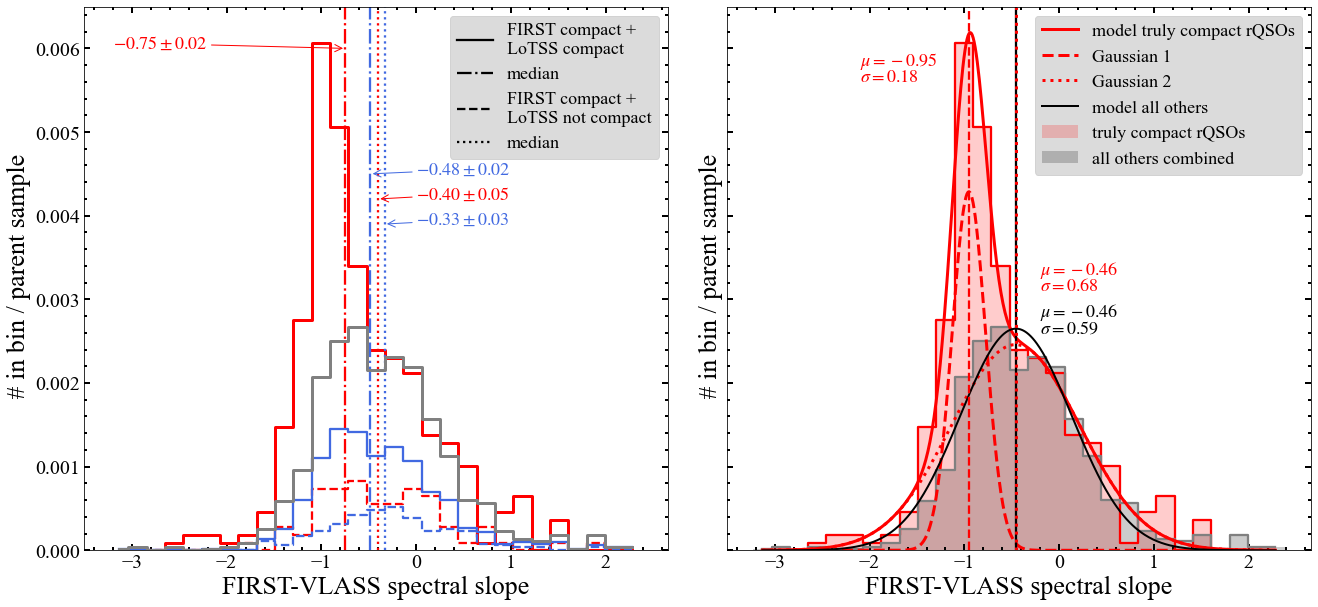 # in bin / parent sample
0.006
0.005
0.004
0.003
0.002
0.001
0.000
−3
−2
−1
0
1
2
FIRST-VLASS spectral slope
−0.75 ± 0.02
FIRST compact +
LoTSS compact
median
FIRST compact +
LoTSS not compact
median
−0.48 ± 0.02
−0.40 ± 0.05
−0.33 ± 0.03
# in bin / parent sample
−3
−2
−1
0
1
2
FIRST-VLASS spectral slope
μ = −0.95
σ = 0.18
model truly compact rQSOs
Gaussian 1
Gaussian 2
model all others
truly compact rQSOs
all others combined
μ = −0.46
σ = 0.68
μ = −0.46
σ = 0.59